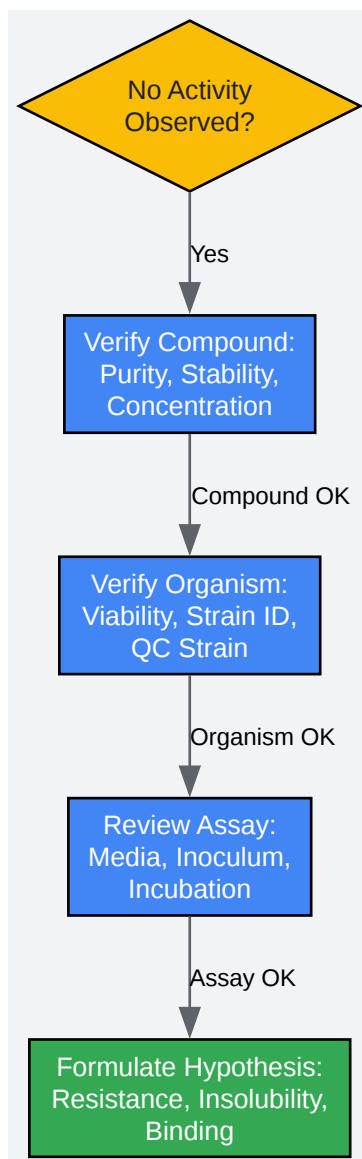 No Activity
Observed?
Yes
Verify Compound:
Purity, Stability,
Concentration
Compound OK
Verify Organism:
Viability, Strain ID,
QC Strain
Organism OK
Review Assay:
Media, Inoculum,
Incubation
Assay OK
Formulate Hypothesis:
Resistance, Insolubility,
Binding